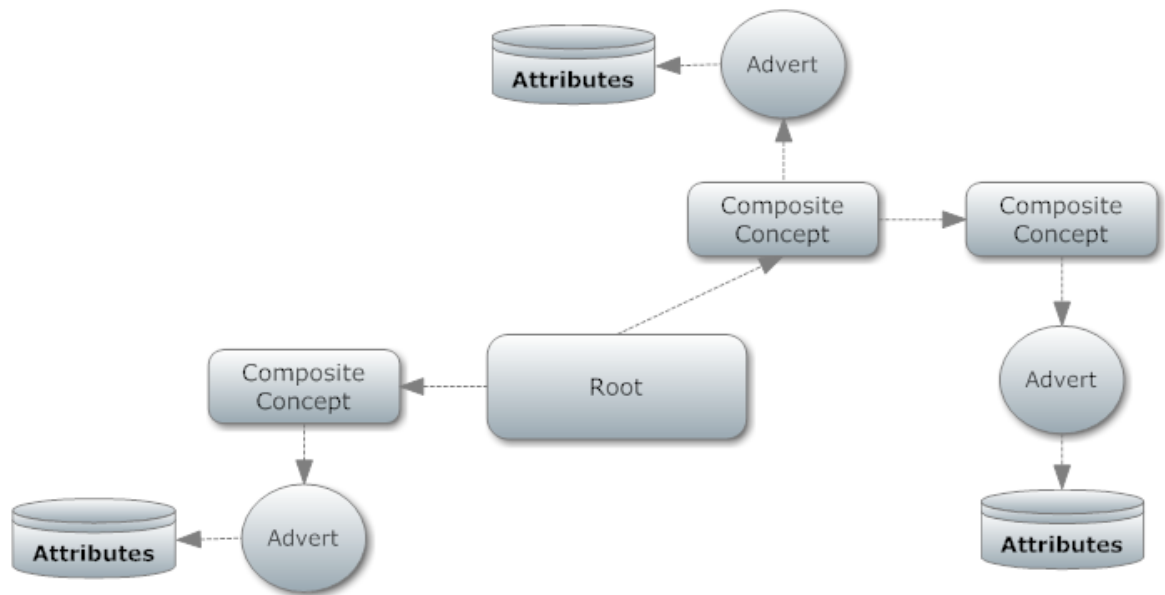 Attributes
Advert
Composite
Concept
Composite
Concept
Composite
Concept
Root
Advert
Attributes
Advert
Attributes